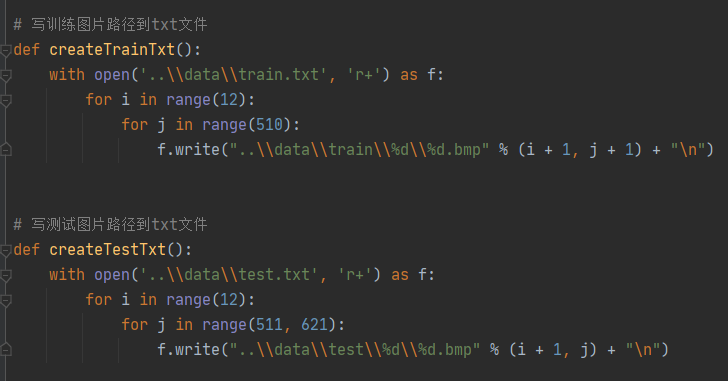 # 写训练图片路径到txt文件
def createTrainTxt():
    with open('..\\data\\train.txt', 'r+') as f:
        for i in range(12):
            for j in range(510):
                f.write("..\\data\\train\\%d\\%d.bmp" % (i + 1, j + 1) + "\n")
# 写测试图片路径到txt文件
def createTestTxt():
    with open('..\\data\\test.txt', 'r+') as f:
        for i in range(12):
            for j in range(511, 621):
                f.write("..\\data\\test\\%d\\%d.bmp" % (i + 1, j) + "\n")